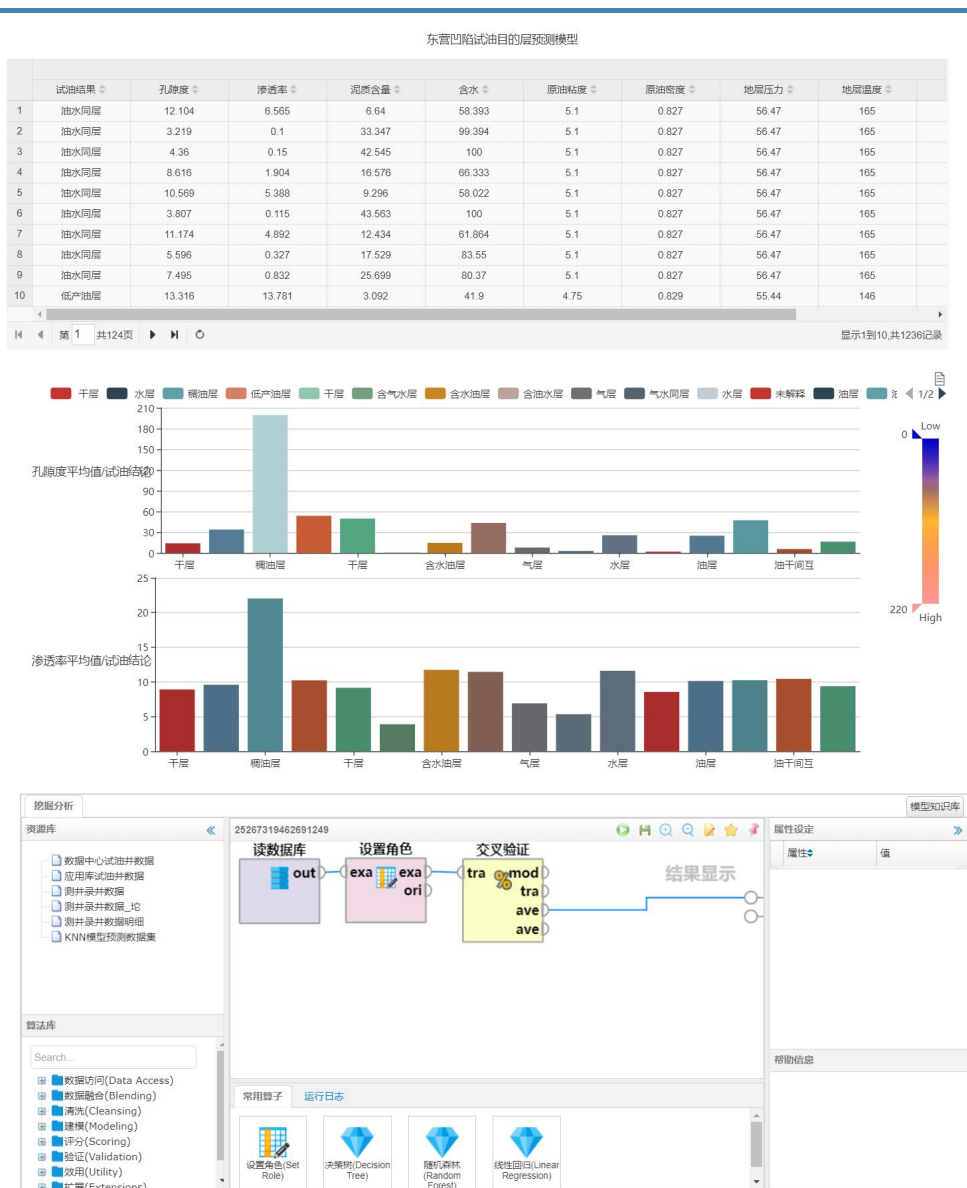 东营凹陷试油目的层预测模型
试油结果 孔隙度 渗透率 泥质含量 含水 原油粘度 原油密度 地层压力 地层温度
1 油水同层 12.104 6.565 6.64 58.393 5.1 0.827 56.47 165
2 油水同层 3.219 0.1 33.347 99.394 5.1 0.827 56.47 165
3 油水同层 4.36 0.15 42.545 100 5.1 0.827 56.47 165
4 油水同层 8.616 1.904 16.576 66.333 5.1 0.827 56.47 165
5 油水同层 10.569 5.388 9.296 58.022 5.1 0.827 56.47 165
6 油水同层 3.807 0.115 43.563 100 5.1 0.827 56.47 165
7 油水同层 11.174 4.892 12.434 61.864 5.1 0.827 56.47 165
8 油水同层 5.596 0.327 17.529 83.55 5.1 0.827 56.47 165
9 油水同层 7.495 0.832 25.699 80.37 5.1 0.827 56.47 165
10 低产油层 13.316 13.781 3.092 41.9 4.75 0.829 55.44 146
第 1 共124页 显示1到10,共1236记录
干层 水层 稠油层 低产油层 干层 含气水层 含水油层 含油水层 气层 气水同层 水层 未解释 油层 1/2
210
180
150
120
90
60
30
0
孔隙度平均值/试油结论
干层 稠油层 干层 含水油层 气层 水层 油层 油干间互
0 Low
220 High
25
20
15
10
5
0
渗透率平均值/试油结论
干层 稠油层 干层 含水油层 气层 水层 油层 油干间互
挖掘分析 模型知识库
资源库
数据中心试油井数据
应用库试油井数据
测井录井数据
测井录井数据_坨
测井录井数据明细
KNN模型预测数据集
算法库
Search...
数据访问(Data Access)
数据融合(Blending)
清洗(Cleansing)
建模(Modeling)
评分(Scoring)
验证(Validation)
效用(Utility)
扩展(Extensions)
25267319462691249
读数据库 设置角色 交叉验证
out exa exa tra mod
ori tra
ave
ave
结果显示
常用算子 运行日志
设置角色(Set Role)
决策树(Decision Tree)
随机森林(Random Forest)
线性回归(Linear Regression)
属性设定
属性 值
帮助信息